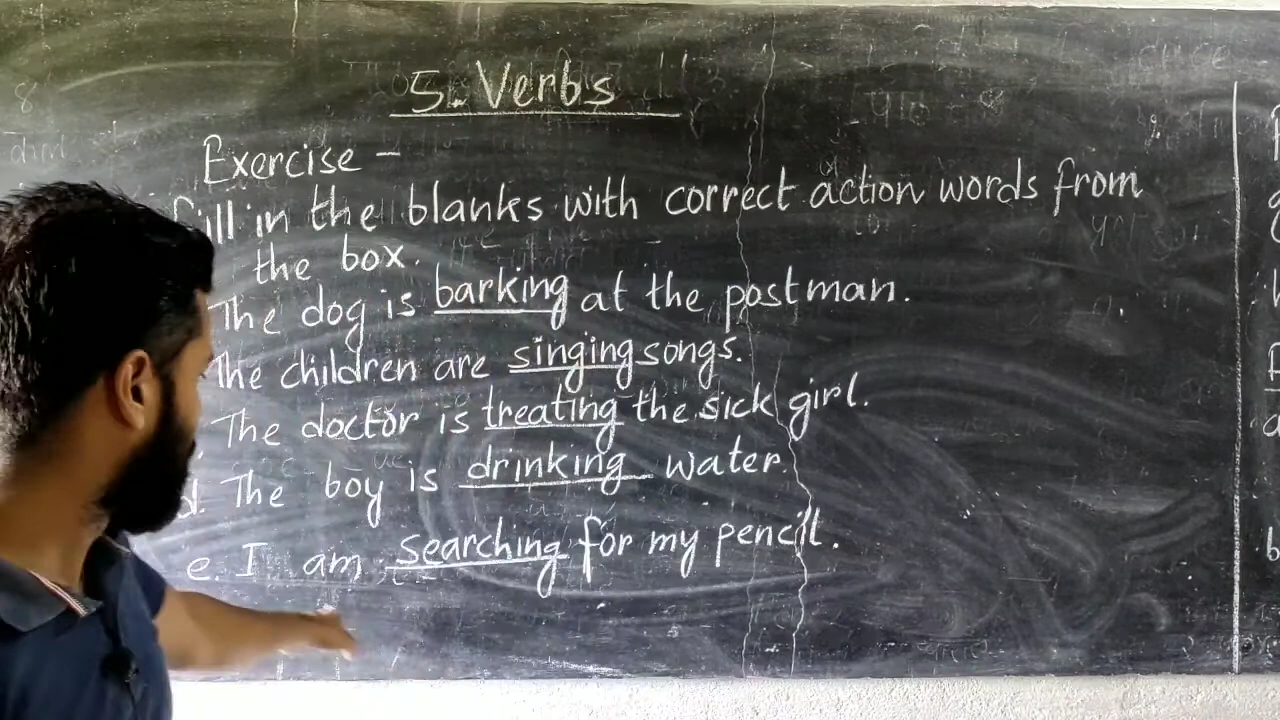 5. Verbs
Exercise -
fill in the blanks with correct action words from
the box.
The dog is barking at the postman.
The children are singing songs.
The doctor is treating the sick girl.
d. The boy is drinking water.
e. I am searching for my pencil.